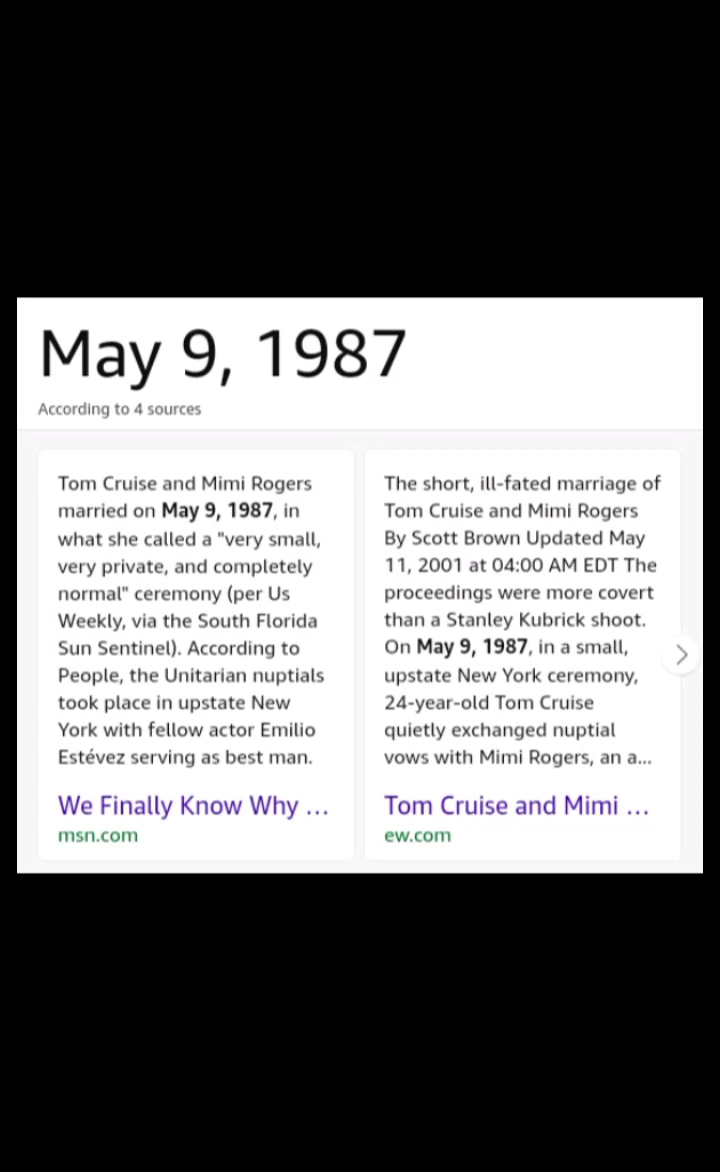 May 9, 1987
According to 4 sources
Tom Cruise and Mimi Rogers
married on May 9, 1987, in
what she called a "very small,
very private, and completely
normal" ceremony (per Us
Weekly, via the South Florida
Sun Sentinel). According to
People, the Unitarian nuptials
took place in upstate New
York with fellow actor Emilio
Estévez serving as best man.
We Finally Know Why ...
msn.com
The short, ill-fated marriage of
Tom Cruise and Mimi Rogers
By Scott Brown Updated May
11, 2001 at 04:00 AM EDT The
proceedings were more covert
than a Stanley Kubrick shoot.
On May 9, 1987, in a small,
upstate New York ceremony,
24-year-old Tom Cruise
quietly exchanged nuptial
vows with Mimi Rogers, an a...
Tom Cruise and Mimi ...
ew.com